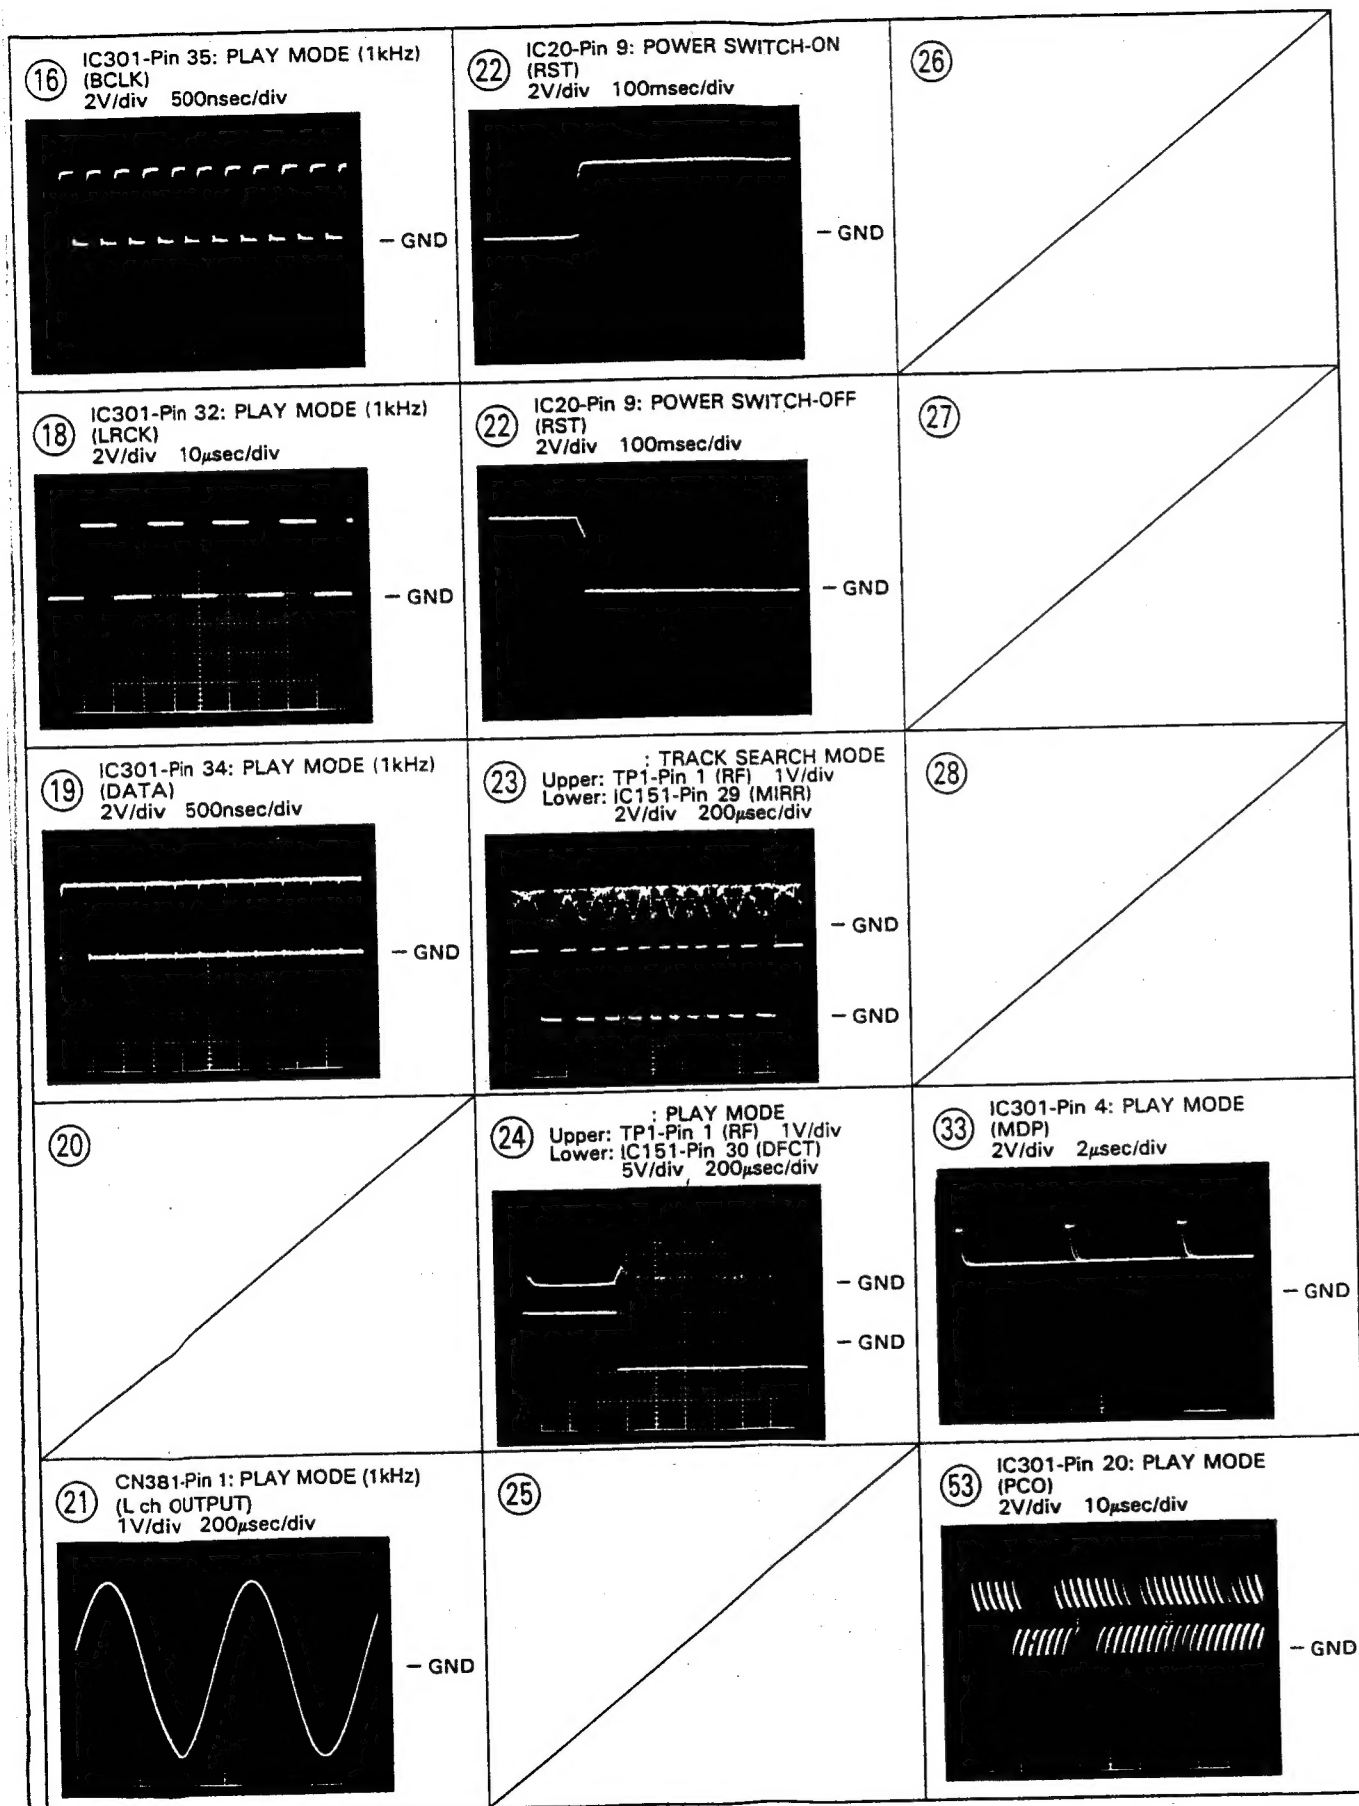 16
IC301-Pin 35: PLAY MODE (1kHz)
(BCLK)
2V/div 500nsec/div
– GND
22
IC20-Pin 9: POWER SWITCH-ON
(RST)
2V/div 100msec/div
– GND
26
18
IC301-Pin 32: PLAY MODE (1kHz)
(LRCK)
2V/div 10μsec/div
– GND
22
IC20-Pin 9: POWER SWITCH-OFF
(RST)
2V/div 100msec/div
– GND
27
19
IC301-Pin 34: PLAY MODE (1kHz)
(DATA)
2V/div 500nsec/div
– GND
23
: TRACK SEARCH MODE
Upper: TP1-Pin 1 (RF) 1V/div
Lower: IC151-Pin 29 (MIRR)
2V/div 200μsec/div
– GND
– GND
28
20
24
: PLAY MODE
Upper: TP1-Pin 1 (RF) 1V/div
Lower: IC151-Pin 30 (DFCT)
5V/div 200μsec/div
– GND
– GND
33
IC301-Pin 4: PLAY MODE
(MDP)
2V/div 2μsec/div
– GND
21
CN381-Pin 1: PLAY MODE (1kHz)
(L ch OUTPUT)
1V/div 200μsec/div
– GND
25
53
IC301-Pin 20: PLAY MODE
(PCO)
2V/div 10μsec/div
– GND